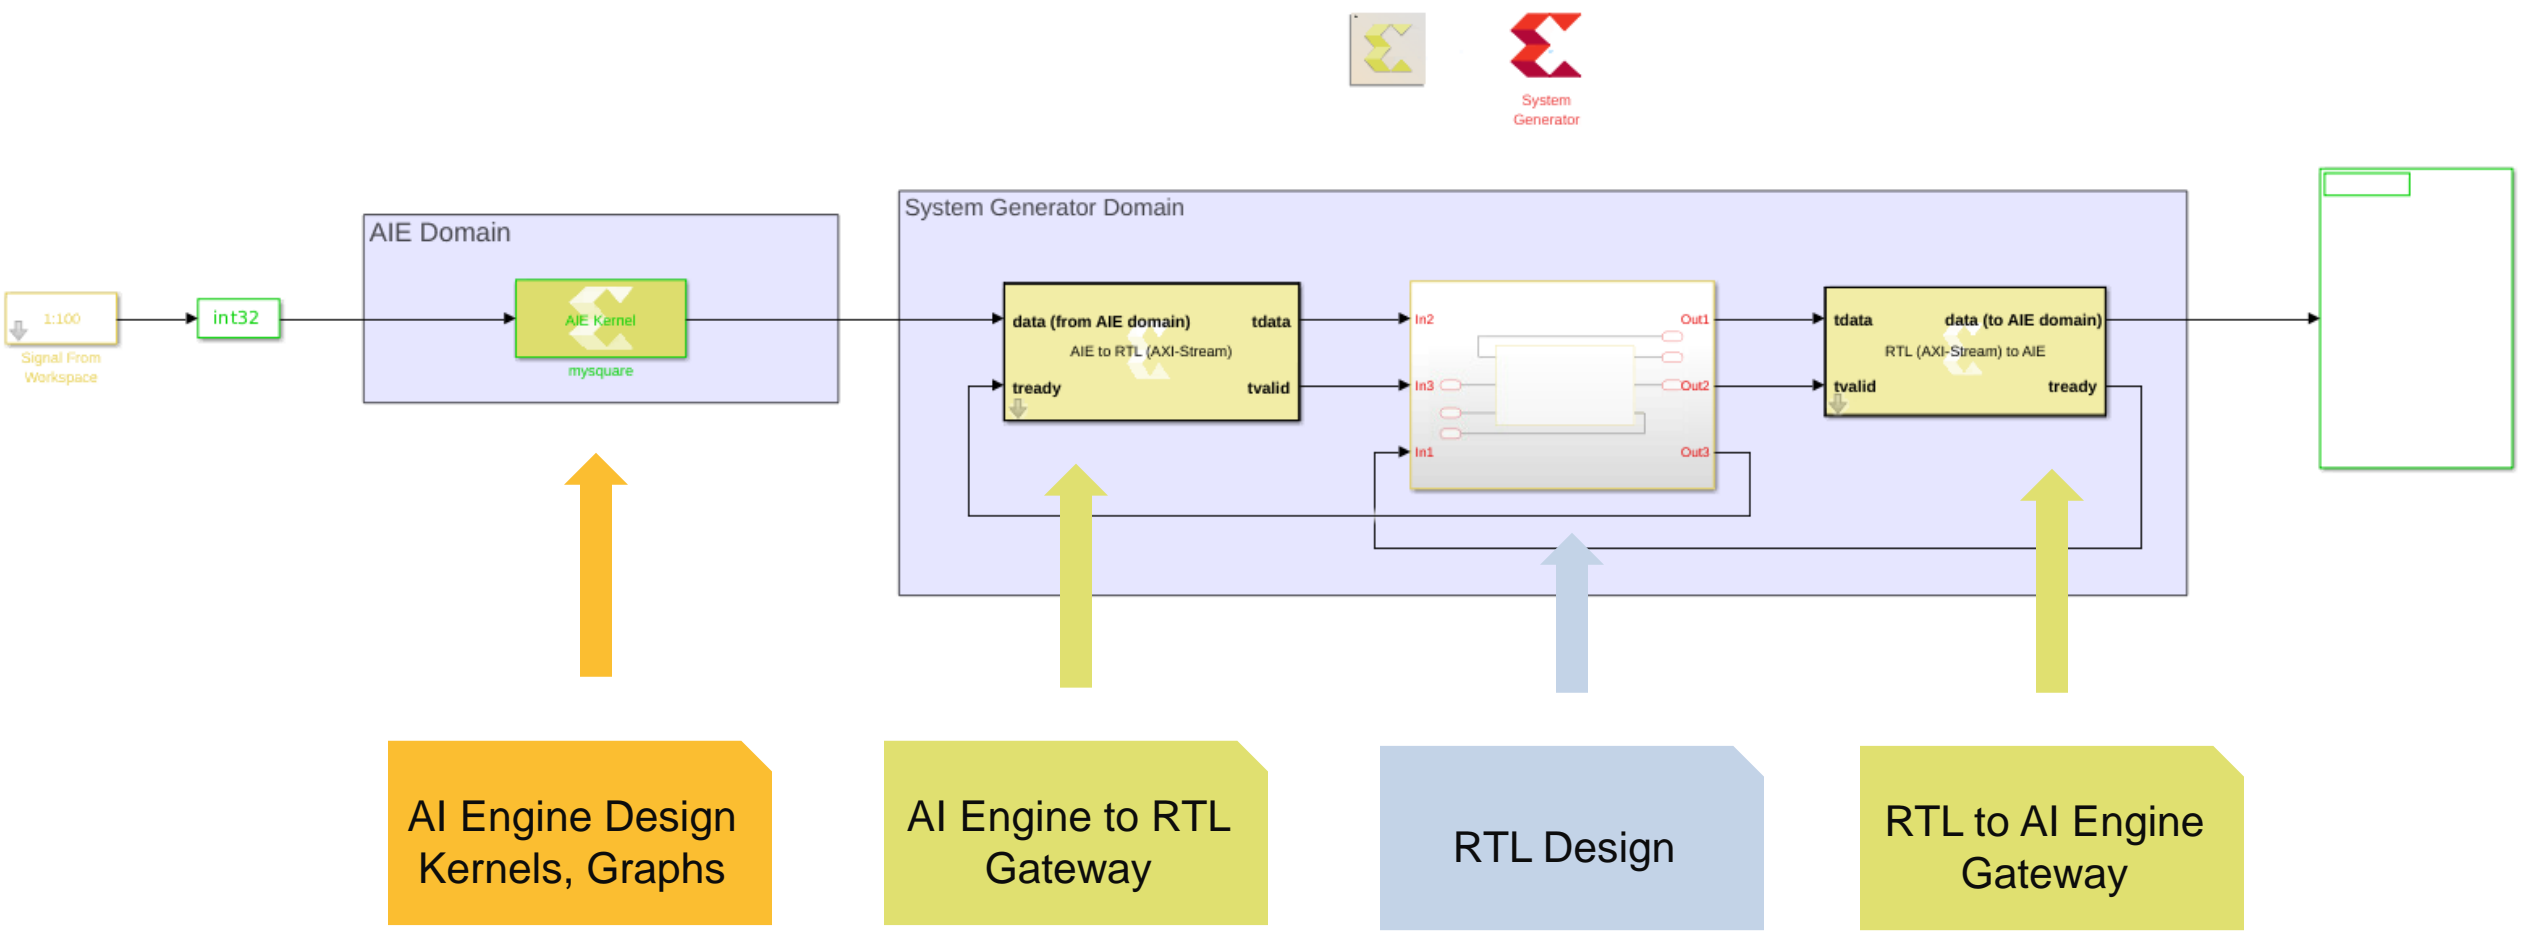 System
Generator
AIE Domain
System Generator Domain
1:100
Signal From
Workspace
int32
AIE Kernel
mysquare
data (from AIE domain)
tdata
AIE to RTL (AXI-Stream)
tready
tvalid
In2
Out1
In3
Out2
In1
Out3
tdata
data (to AIE domain)
RTL (AXI-Stream) to AIE
tvalid
tready
AI Engine Design
Kernels, Graphs
AI Engine to RTL
Gateway
RTL Design
RTL to AI Engine
Gateway